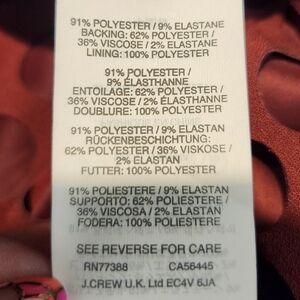 91% POLYESTER / 9% ELASTANE
BACKING: 62% POLYESTER /
36% VISCOSE / 2% ELASTANE
LINING: 100% POLYESTER
91% POLYESTER /
9% ÉLASTHANNE
ENTOILAGE: 62% POLYESTER /
36% VISCOSE / 2% ÉLASTHANNE
DOUBLURE: 100% POLYESTER
91% POLYESTER / 9% ELASTAN
RÜCKENBESCHICHTUNG:
62% POLYESTER / 36% VISKOSE /
2% ELASTAN
FUTTER: 100% POLYESTER
91% POLIESTERE / 9% ELASTAN
SUPPORTO: 62% POLIESTERE /
36% VISCOSA / 2% ELASTAN
FODERA: 100% POLIESTERE
SEE REVERSE FOR CARE
RN77388 CA56445
J.CREW U.K. Ltd EC4V 6JA